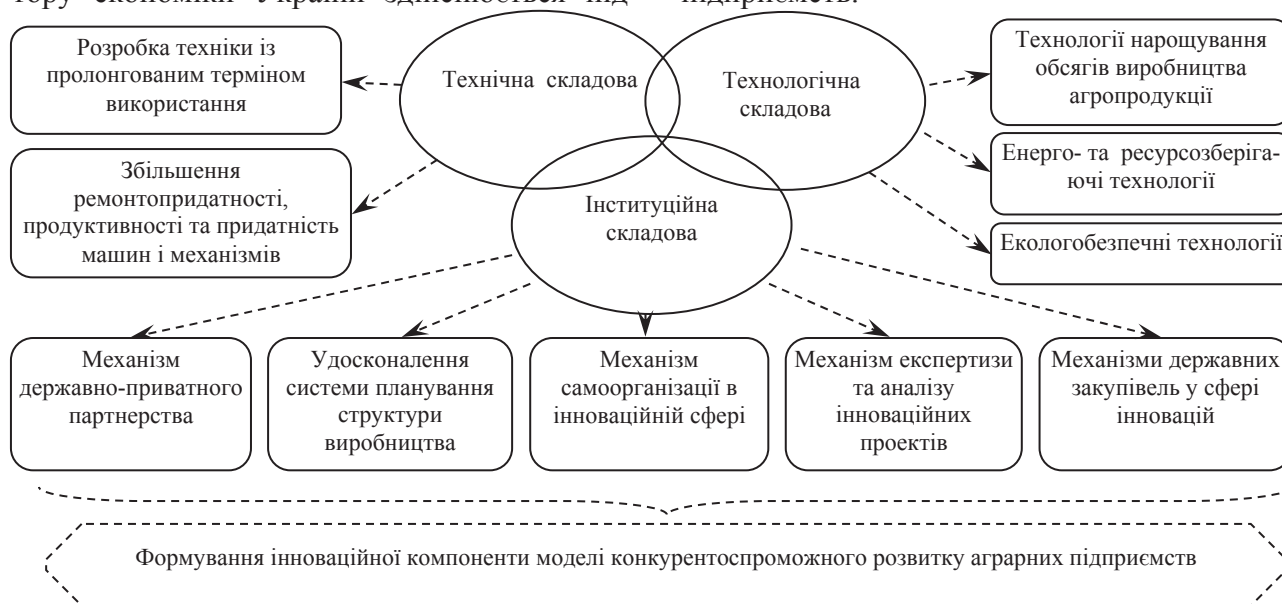 тору економіки України здійснюється під
підприємств.
Розробка техніки із
пролонгованим терміном
використання
Збільшення
ремонтопридатності,
продуктивності та придатність
машин і механізмів
Технічна складова
Технологічна
складова
Інституційна
складова
Технології нарощування
обсягів виробництва
агропродукції
Енерго- та ресурсозберіга-
ючі технології
Екологобезпечні технології
Механізм
державно-приватного
партнерства
Удосконалення
системи планування
структури
виробництва
Механізм
самоорганізації в
інноваційній сфері
Механізм експертизи
та аналізу
інноваційних
проектів
Механізми державних
закупівель у сфері
інновацій
Формування інноваційної компоненти моделі конкурентоспроможного розвитку аграрних підприємств